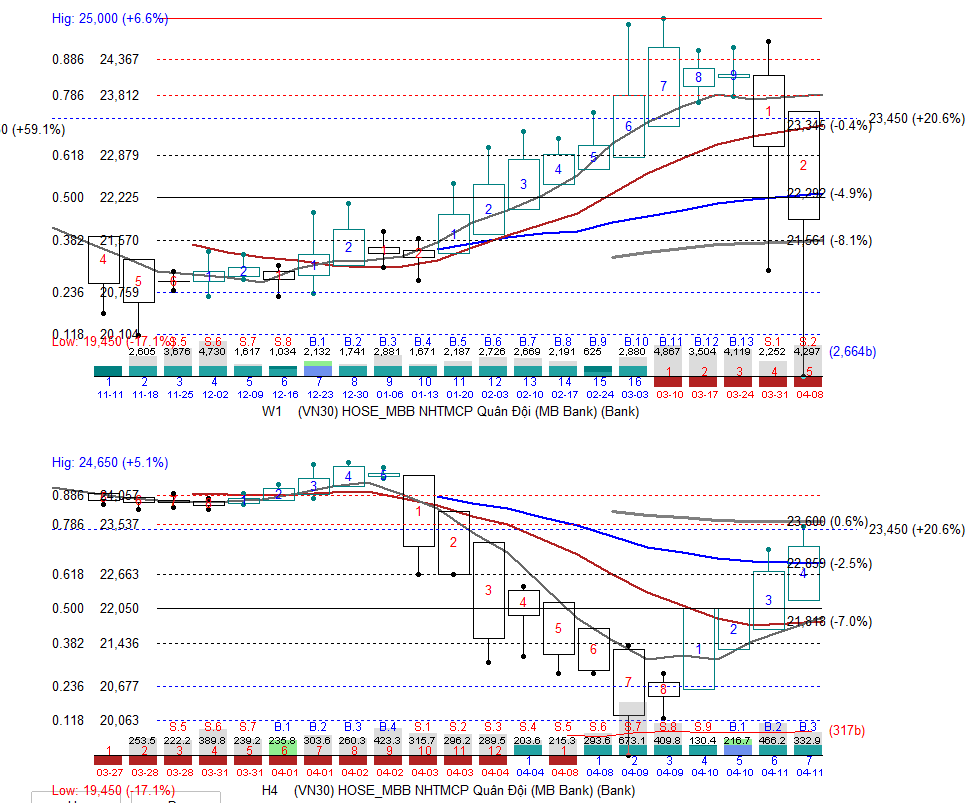 Hig: 25,000 (+6.6%)
0.886 24,367
0.786 23,812
23,450 (+20.6%)
0 (+59.1%)
23,345 (-0.4%)
0.618 22,879
0.500 22,225
22,292 (-4.9%)
0.382 21,570
21,561 (-8.1%)
0.236 20,759
0.118 20,104
Low: 19,450 (-17.1%)
S.5 S.6 S.7 S.8 B.1 B.2 B.3 B.4 B.5 B.6 B.7 B.8 B.9 B.10 B.11 B.12 B.13 S.1 S.2
2,605 3,676 4,730 1,617 1,034 2,132 1,741 2,881 1,671 2,187 2,726 2,669 2,191 625 2,880 4,867 3,504 4,119 2,252 4,297
(2,664b)
1 2 3 4 5 6 7 8 9 10 11 12 13 14 15 16 1 2 3 4 5
11-11 11-18 11-25 12-02 12-09 12-16 12-23 12-30 01-06 01-13 01-20 02-03 02-10 02-17 02-24 03-03 03-10 03-17 03-24 03-31 04-08
W1 (VN30) HOSE_MBB NHTMCP Quân Đội (MB Bank) (Bank)
Hig: 24,650 (+5.1%)
0.886 24,057
0.786 23,537
23,600 (0.6%)
23,450 (+20.6%)
0.618 22,663
22,859 (-2.5%)
0.500 22,050
21,818 (-7.0%)
0.382 21,436
0.236 20,677
0.118 20,063
S.5 S.6 S.7 B.1 B.2 B.3 B.4 S.1 S.2 S.3 S.4 S.5 S.6 S.7 S.8 S.9 B.1 B.2 B.3
(317b)
253.5 222.2 389.8 239.2 235.8 303.6 260.3 423.3 315.7 296.2 289.5 203.6 215.3 293.6 673.1 409.8 130.4 216.7 466.2 332.9
1 2 3 4 5 6 7 8 9 10 11 12 1 1 1 2 3 4 5 6 7
03-27 03-28 03-28 03-31 03-31 04-01 04-01 04-02 04-02 04-03 04-03 04-04 04-04 04-08 04-08 04-09 04-09 04-10 04-10 04-11 04-11
Low: 19,450 (-17.1%)
H4 (VN30) HOSE_MBB NHTMCP Quân Đội (MB Bank) (Bank)